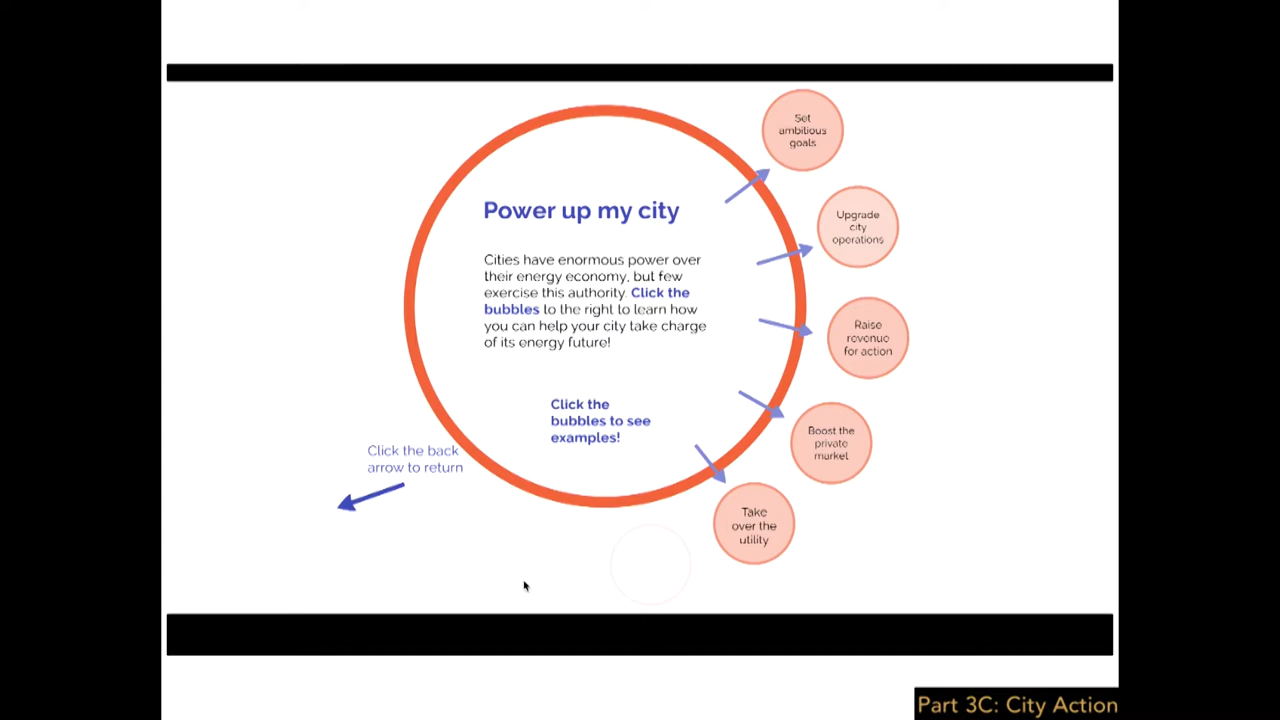 Set
ambitious
goals
Upgrade
city
operations
Power up my city
Cities have enormous power over
their energy economy, but few
exercise this authority. Click the
bubbles to the right to learn how
you can help your city take charge
of its energy future!
Raise
revenue
for action
Click the
bubbles to see
examples!
Boost the
private
market
Click the back
arrow to return
Take
over the
utility
Part 3C: City Action